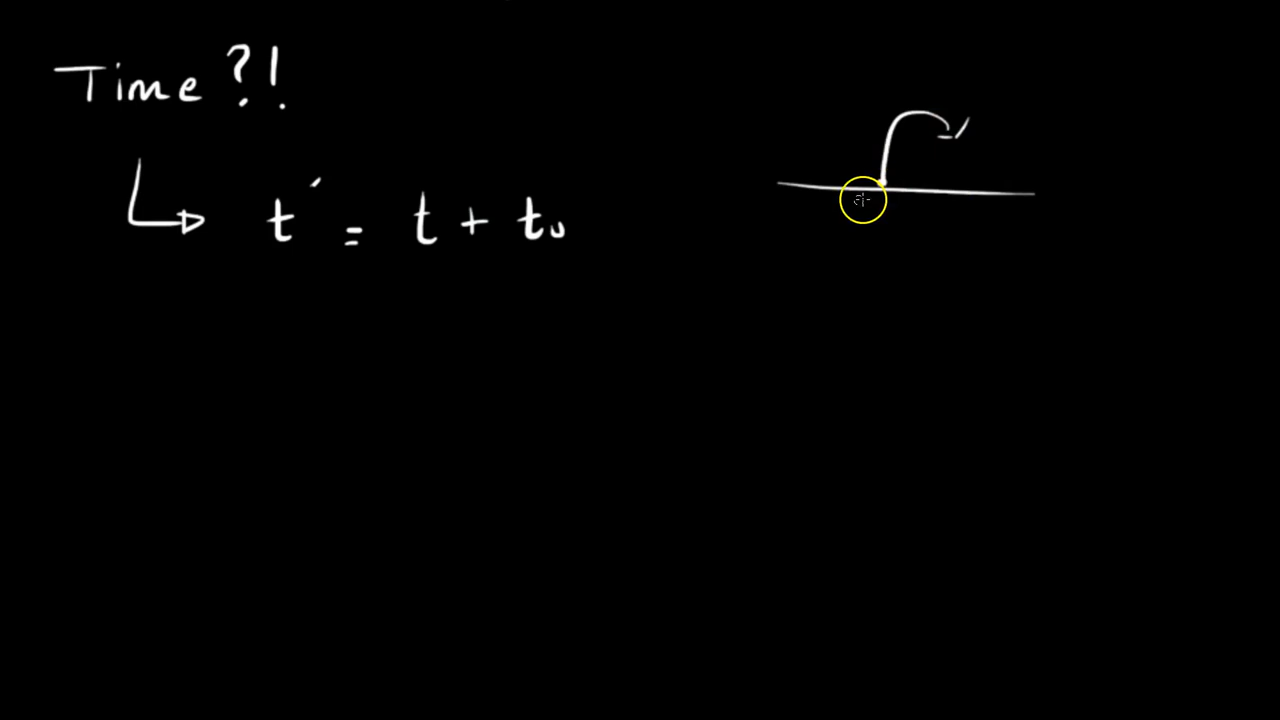 Time ?!
t' = t + t₀